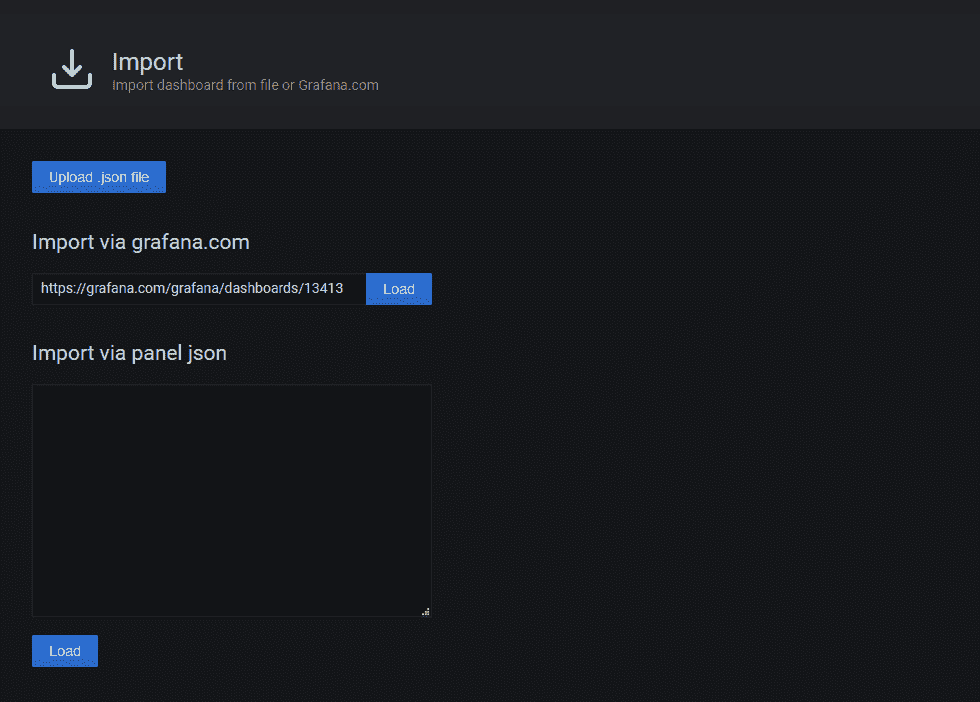 Import
Import dashboard from file or Grafana.com
Upload .json file
Import via grafana.com
https://grafana.com/grafana/dashboards/13413
Load
Import via panel json
Load